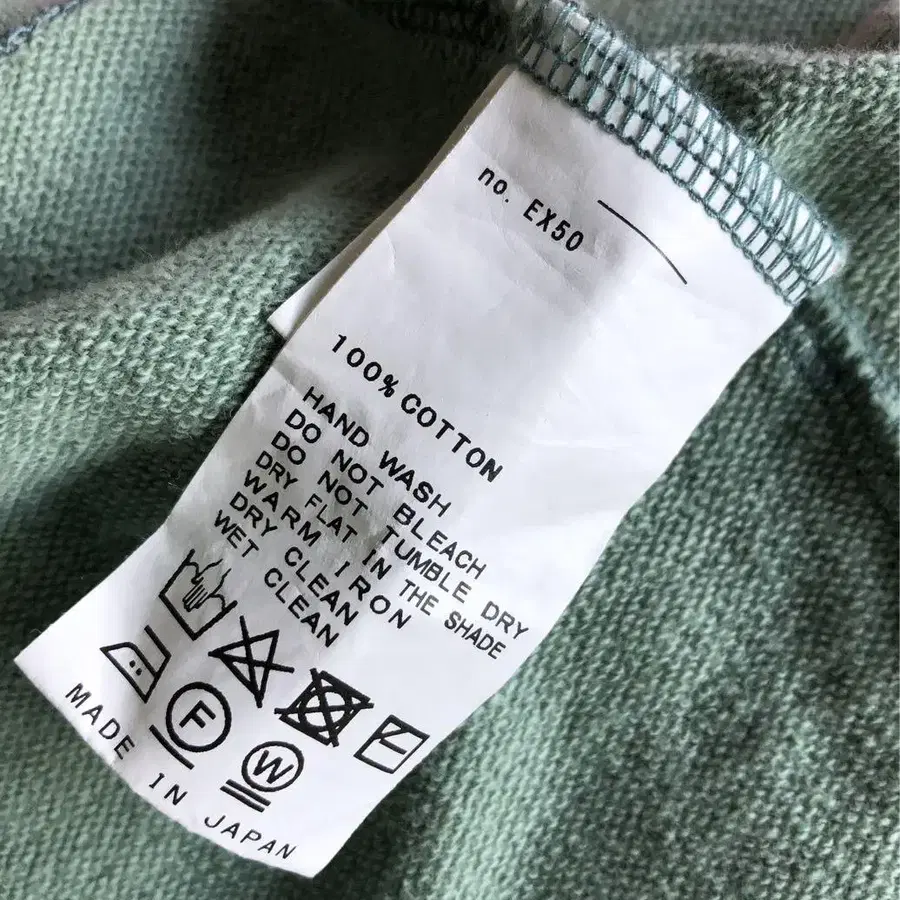 no. EX50
100% COTTON
HAND WASH
DO NOT BLEACH
DO NOT TUMBLE DRY
DRY FLAT IN THE SHADE
WARM IRON
DRY CLEAN
WET CLEAN
F
W
MADE IN JAPAN